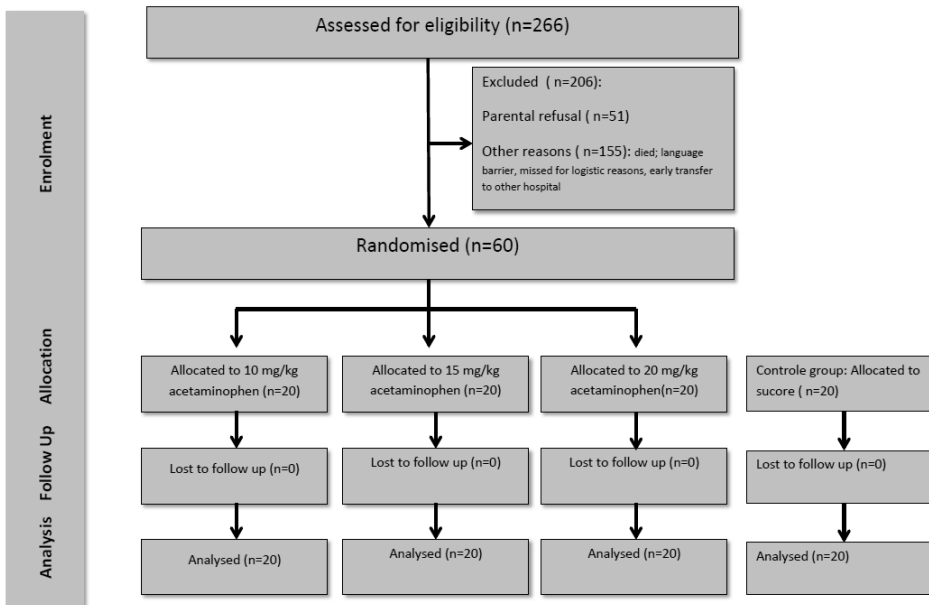 Assessed for eligibility (n=266)
Excluded ( n=206):
Parental refusal ( n=51)
Other reasons ( n=155): died; language
barrier, missed for logistic reasons, early transfer
to other hospital
Enrolment
Randomised (n=60)
Allocation
Allocated to 10 mg/kg
acetaminophen (n=20)
Allocated to 15 mg/kg
acetaminophen (n=20)
Allocated to 20 mg/kg
acetaminophen(n=20)
Controle group: Allocated to
sucore ( n=20)
Follow Up
Lost to follow up (n=0)
Lost to follow up (n=0)
Lost to follow up (n=0)
Lost to follow up (n=0)
Analysis
Analysed (n=20)
Analysed (n=20)
Analysed (n=20)
Analysed (n=20)